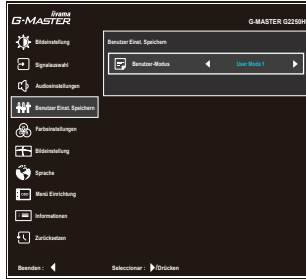 iiyama
G-MASTER
G-MASTER G2250H
Bildeinstellung
Signalauswahl
Audioeinstellungen
Benutzer Einst. Speichern
Farbeinstellungen
Bildeinstellung
Sprache
Menü Einrichtung
Informationen
Zurücksetzen
Benutzer Einst. Speichern
Benutzer-Modus
User Mode 1
Beenden :
Seleccionar : /Drücken